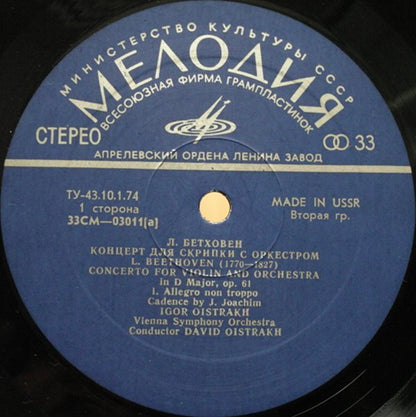 МИНИСТЕРСТВО КУЛЬТУРЫ СССР
МЕЛОДИЯ
ВСЕСОЮЗНАЯ ФИРМА ГРАМПЛАСТИНОК
СТЕРЕО
33
АПРЕЛЕВСКИЙ ОРДЕНА ЛЕНИНА ЗАВОД
ТУ-43.10.1.74
MADE IN USSR
1 сторона
Вторая гр.
33СМ—03011[а]
Л. БЕТХОВЕН
КОНЦЕРТ ДЛЯ СКРИПКИ С ОРКЕСТРОМ
L. BEETHOVEN (1770—1827)
CONCERTO FOR VIOLIN AND ORCHESTRA
in D Major, op. 61
1. Allegro non troppo
Cadence by J. Joachim
IGOR OISTRAKH
Vienna Symphony Orchestra
Conductor DAVID OISTRAKH